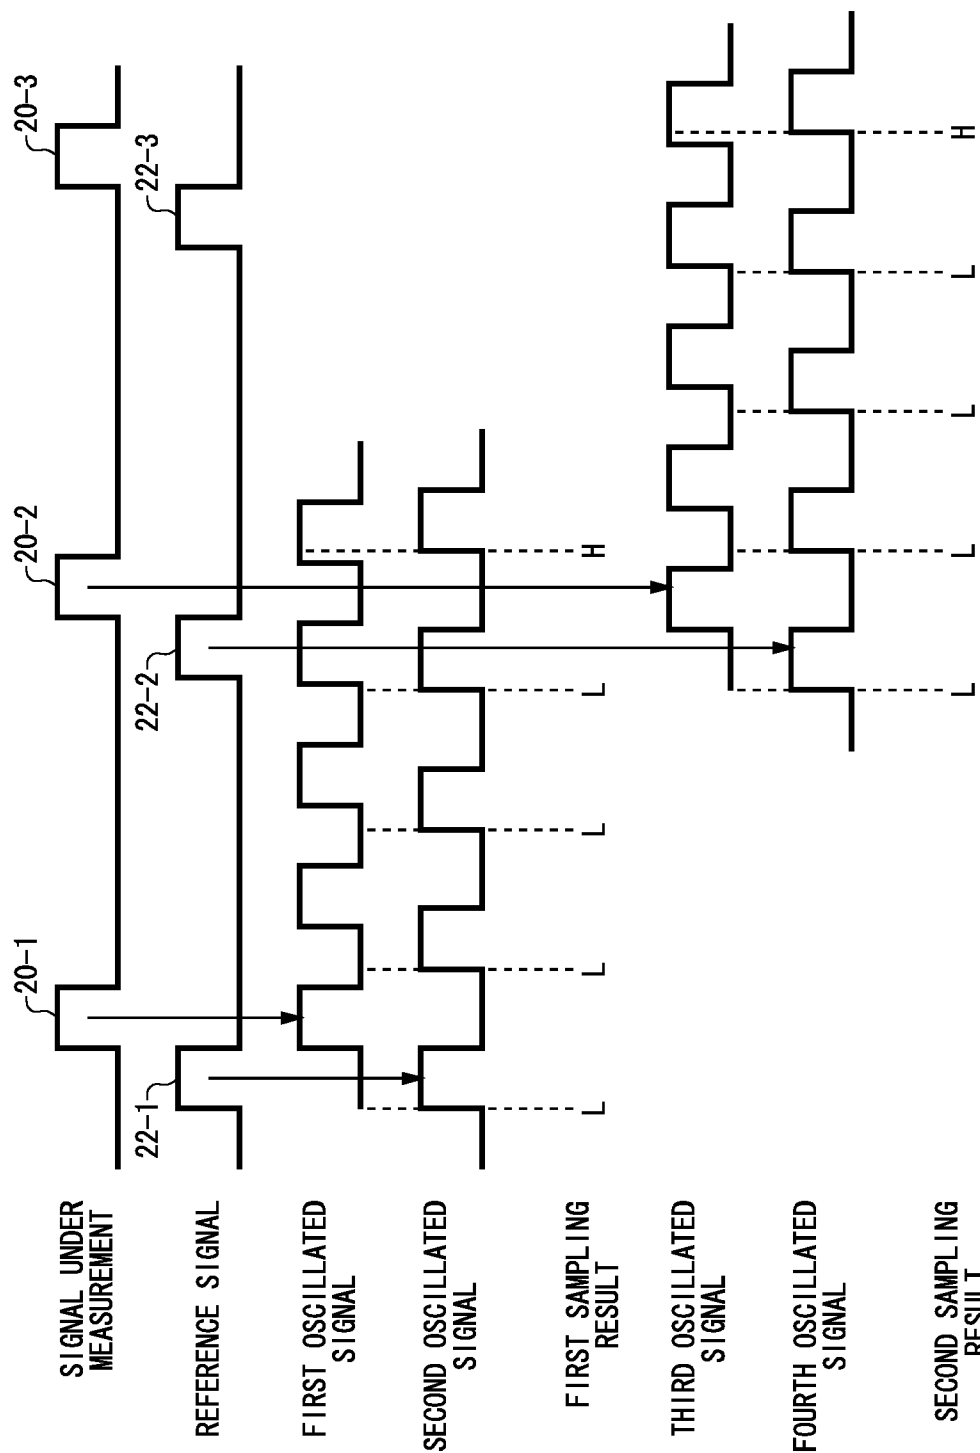 SIGNAL UNDER
MEASUREMENT
20-1
20-2
20-3
REFERENCE SIGNAL
22-1
22-2
22-3
FIRST OSCILLATED
SIGNAL
SECOND OSCILLATED
SIGNAL
FIRST SAMPLING
RESULT
L
L
L
L
H
THIRD OSCILLATED
SIGNAL
FOURTH OSCILLATED
SIGNAL
SECOND SAMPLING
RESULT
L
L
L
L
H